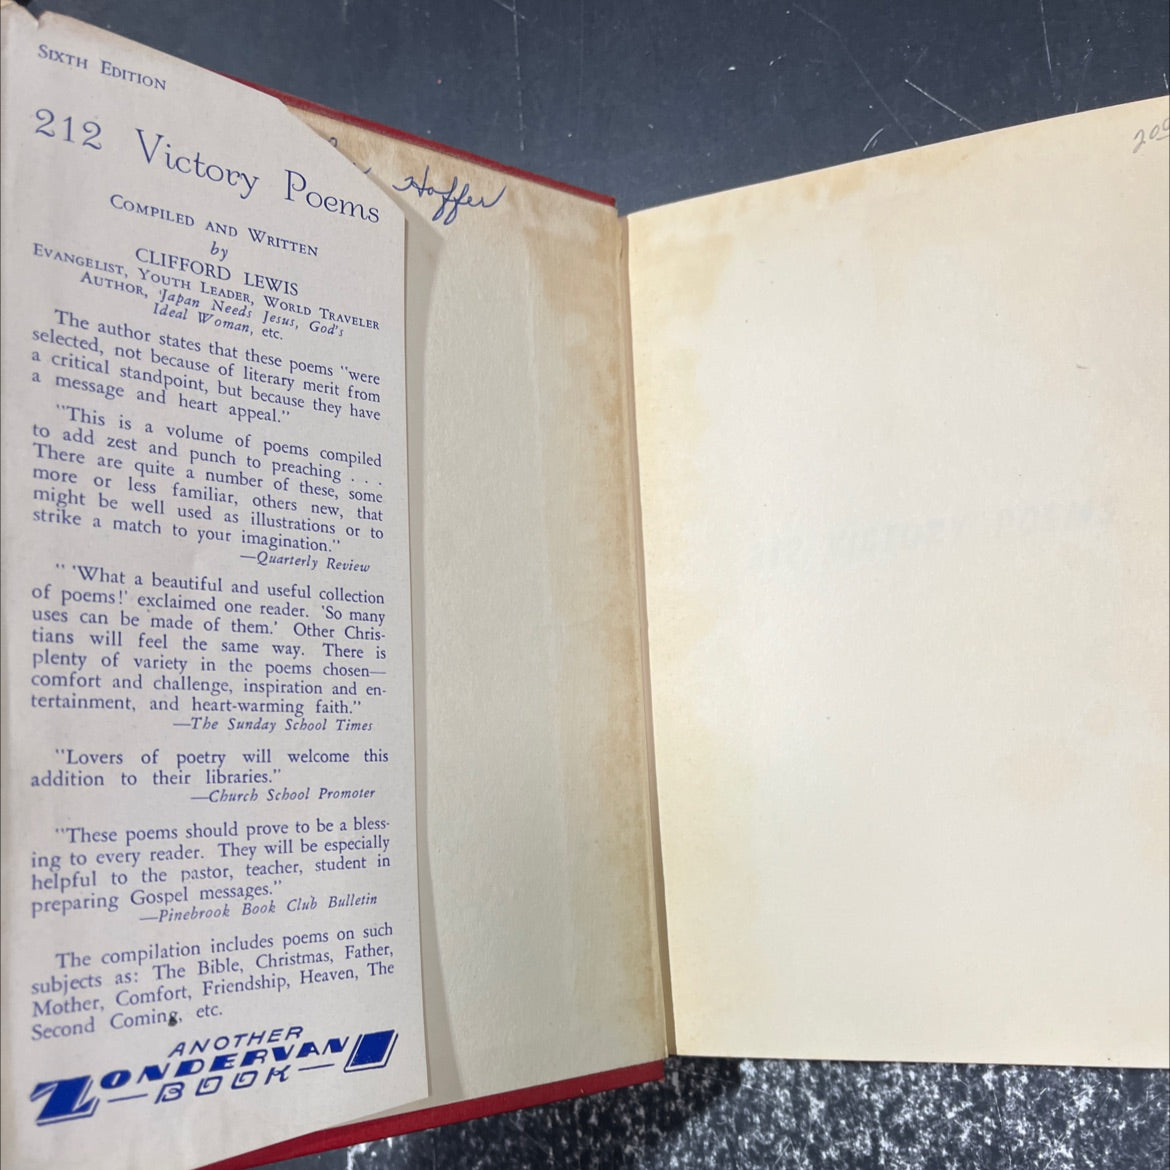 SIXTH EDITION
212 Victory Poems
COMPILED AND WRITTEN
by
CLIFFORD LEWIS
EVANGELIST, YOUTH LEADER, WORLD TRAVELER
AUTHOR, 'Japan Needs Jesus, God's
Ideal Woman, etc.
The author states that these poems "were
selected, not because of literary merit from
a critical standpoint, but because they have
a message and heart appeal."
"This is a volume of poems compiled
to add zest and punch to preaching . . .
There are quite a number of these, some
more or less familiar, others new, that
might be well used as illustrations or to
strike a match to your imagination."
—Quarterly Review
" 'What a beautiful and useful collection
of poems!' exclaimed one reader. 'So many
uses can be made of them.' Other Chris-
tians will feel the same way. There is
plenty of variety in the poems chosen—
comfort and challenge, inspiration and en-
tertainment, and heart-warming faith."
—The Sunday School Times
"Lovers of poetry will welcome this
addition to their libraries."
—Church School Promoter
"These poems should prove to be a bless-
ing to every reader. They will be especially
helpful to the pastor, teacher, student in
preparing Gospel messages."
—Pinebrook Book Club Bulletin
The compilation includes poems on such
subjects as: The Bible, Christmas, Father,
Mother, Comfort, Friendship, Heaven, The
Second Coming, etc.
ANOTHER
ZONDERVAN
—BOOK—
Hoffer
200